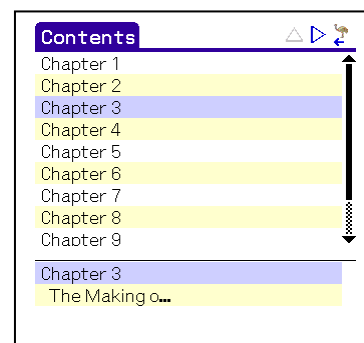 Contents
Chapter 1
Chapter 2
Chapter 3
Chapter 4
Chapter 5
Chapter 6
Chapter 7
Chapter 8
Chapter 9
Chapter 3
The Making o...